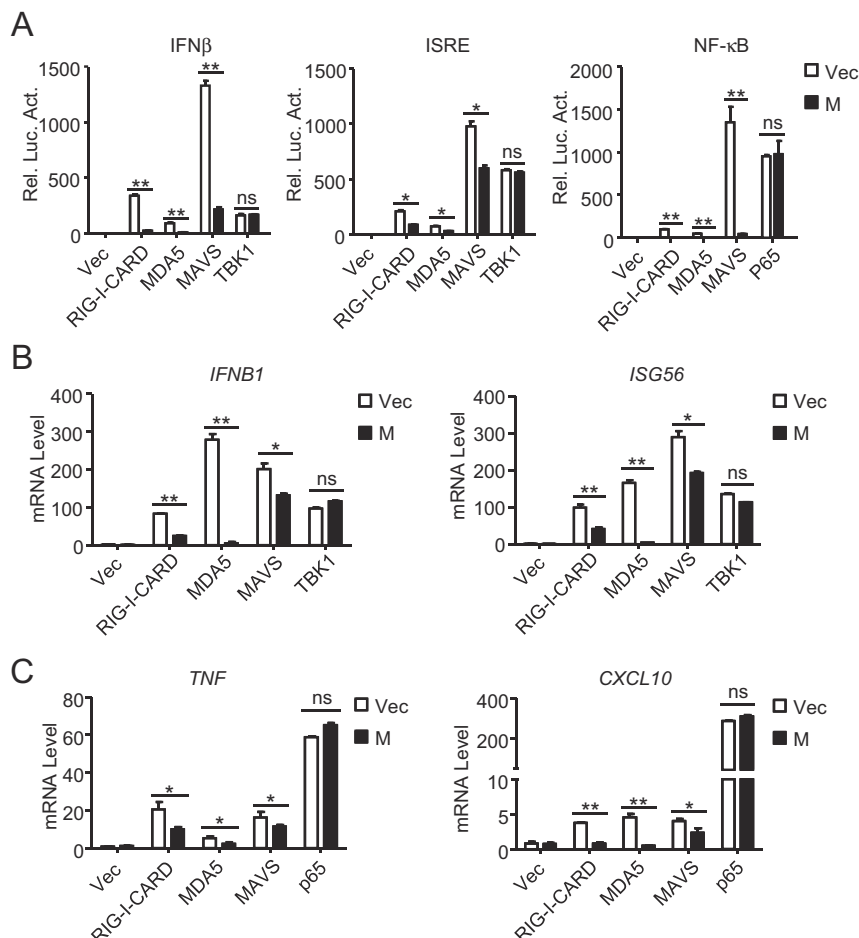 A
IFNβ
Rel. Luc. Act.
1500
1000
500
0
**
**
**
ns
Vec
RIG-I-CARD
MDA5
MAVS
TBK1
ISRE
Rel. Luc. Act.
1500
1000
500
0
*
*
*
ns
Vec
RIG-I-CARD
MDA5
MAVS
TBK1
NF-κB
Rel. Luc. Act.
2000
1500
1000
500
0
**
**
**
ns
Vec
RIG-I-CARD
MDA5
MAVS
P65
Vec
M
B
IFNB1
mRNA Level
400
300
200
100
0
**
**
*
ns
Vec
RIG-I-CARD
MDA5
MAVS
TBK1
Vec
M
ISG56
mRNA Level
400
300
200
100
0
**
**
*
ns
Vec
RIG-I-CARD
MDA5
MAVS
TBK1
Vec
M
C
TNF
mRNA Level
80
60
40
20
0
*
*
*
ns
Vec
RIG-I-CARD
MDA5
MAVS
p65
Vec
M
CXCL10
mRNA Level
400
200
10
5
0
**
**
*
ns
Vec
RIG-I-CARD
MDA5
MAVS
p65
Vec
M